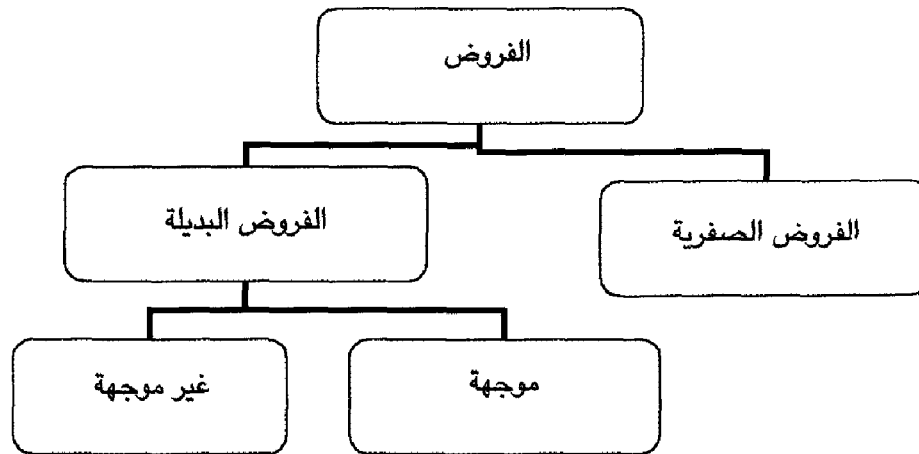 الفروض
الفروض الصفرية
الفروض البديلة
موجهة
غير موجهة